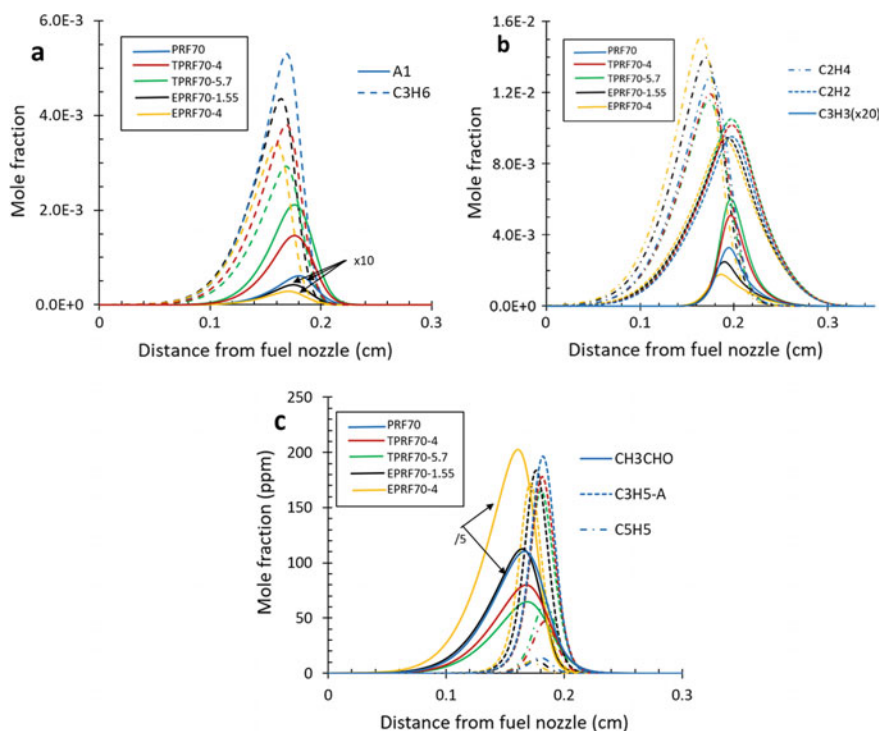 a
6.0E-3
4.0E-3
2.0E-3
0.0E+0
Mole fraction
PRF70
TPRF70-4
TPRF70-5.7
EPRF70-1.55
EPRF70-4
A1
C3H6
x10
0
0.1
0.2
0.3
Distance from fuel nozzle (cm)
b
1.6E-2
1.2E-2
8.0E-3
4.0E-3
0.0E+0
Mole fraction
PRF70
TPRF70-4
TPRF70-5.7
EPRF70-1.55
EPRF70-4
C2H4
C2H2
C3H3(x20)
0
0.1
0.2
0.3
Distance from fuel nozzle (cm)
c
250
200
150
100
50
0
Mole fraction (ppm)
PRF70
TPRF70-4
TPRF70-5.7
EPRF70-1.55
EPRF70-4
CH3CHO
C3H5-A
C5H5
/5
0
0.1
0.2
0.3
Distance from fuel nozzle (cm)